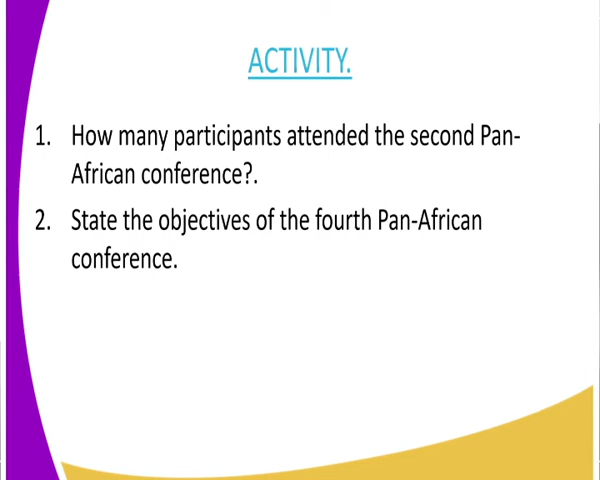 ACTIVITY.
1. How many participants attended the second Pan-
African conference?.
2. State the objectives of the fourth Pan-African
conference.